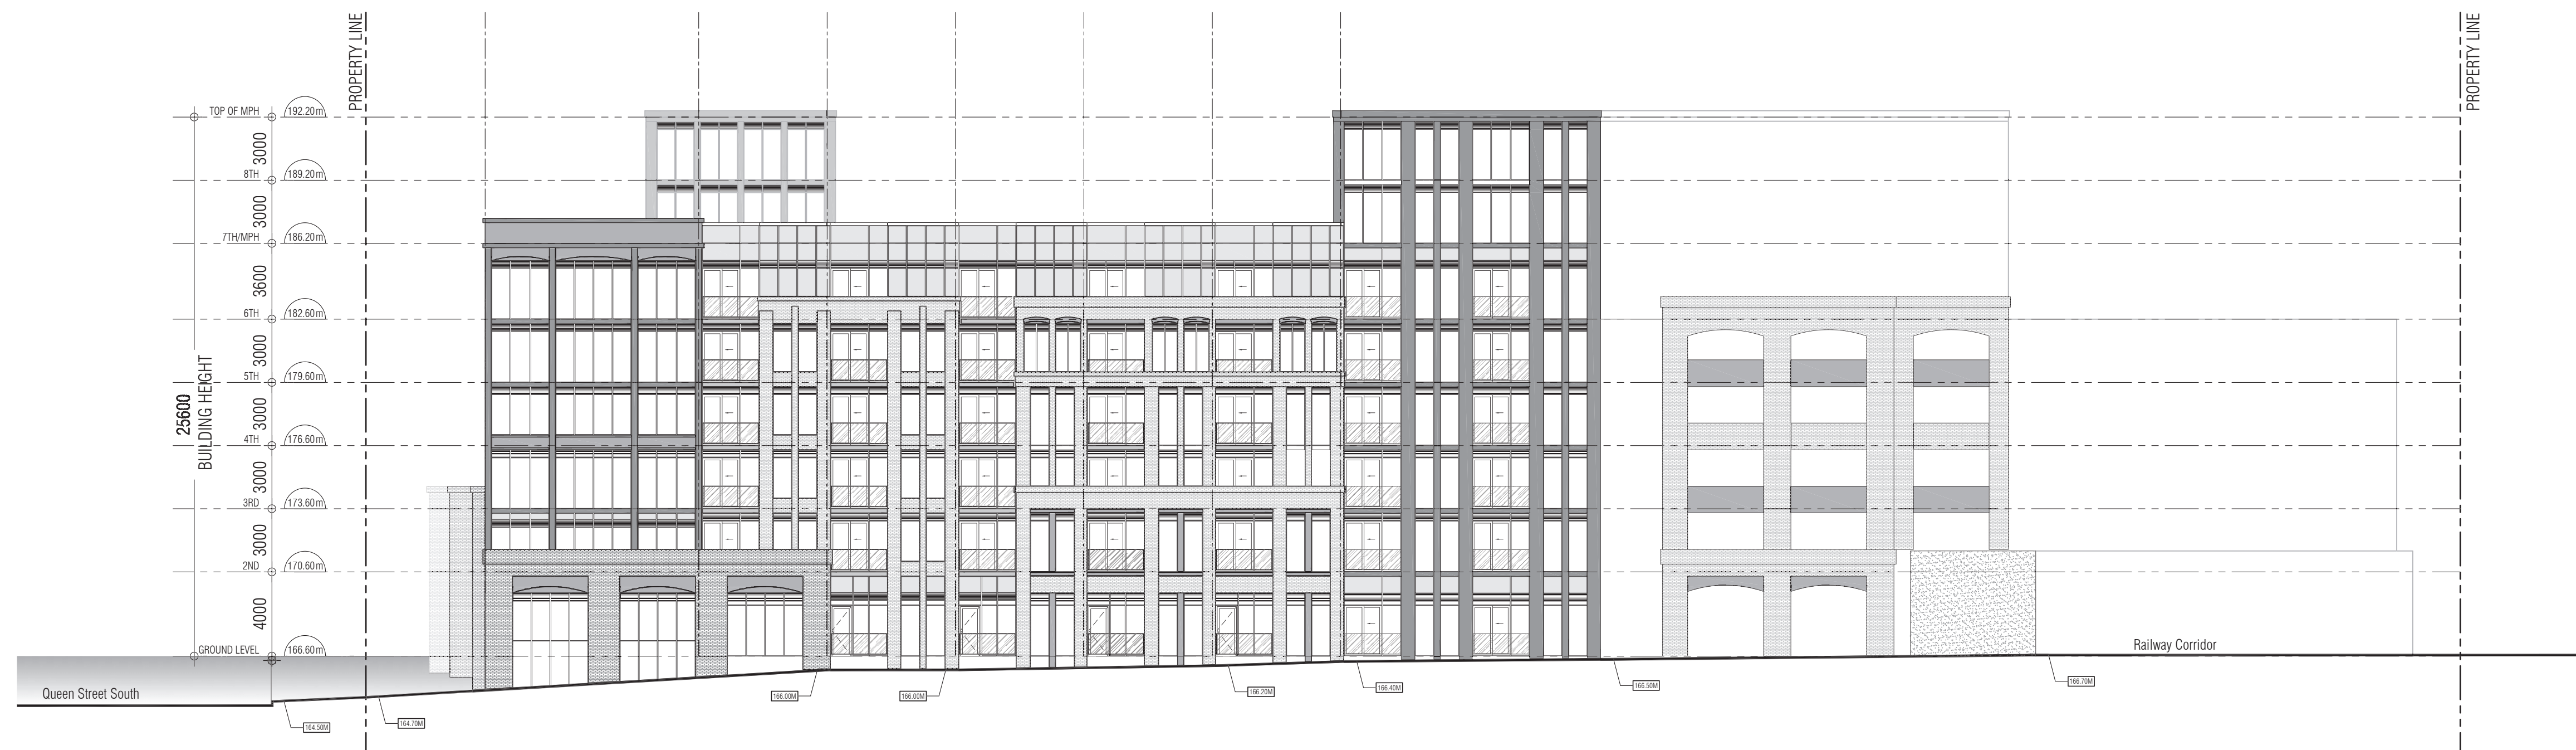 PROPERTY LINE
PROPERTY LINE
TOP OF MPH
192.20m
3000
8TH
189.20m
3000
7TH/MPH
186.20m
3600
6TH
182.60m
3000
5TH
179.60m
3000
4TH
176.60m
3000
3RD
173.60m
3000
2ND
170.60m
4000
GROUND LEVEL
166.60m
25600
BUILDING HEIGHT
Queen Street South
Railway Corridor
164.50M
164.70M
166.00M
166.00M
166.20M
166.40M
166.50M
166.70M